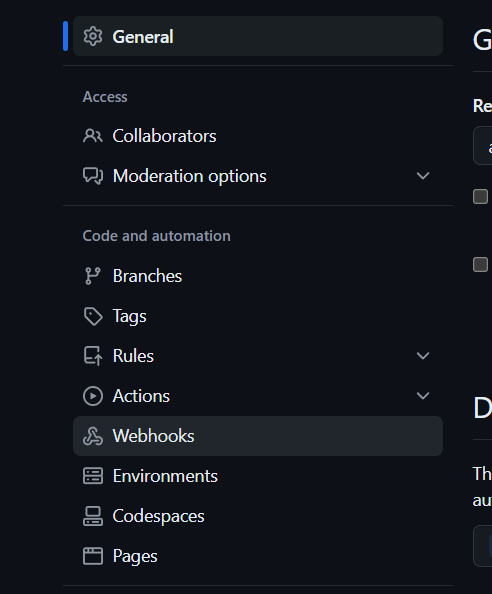 General
G
Access
Re
Collaborators
a
Moderation options
Code and automation
Branches
Tags
Rules
Actions
D
Webhooks
Environments
Th
au
Codespaces
Pages